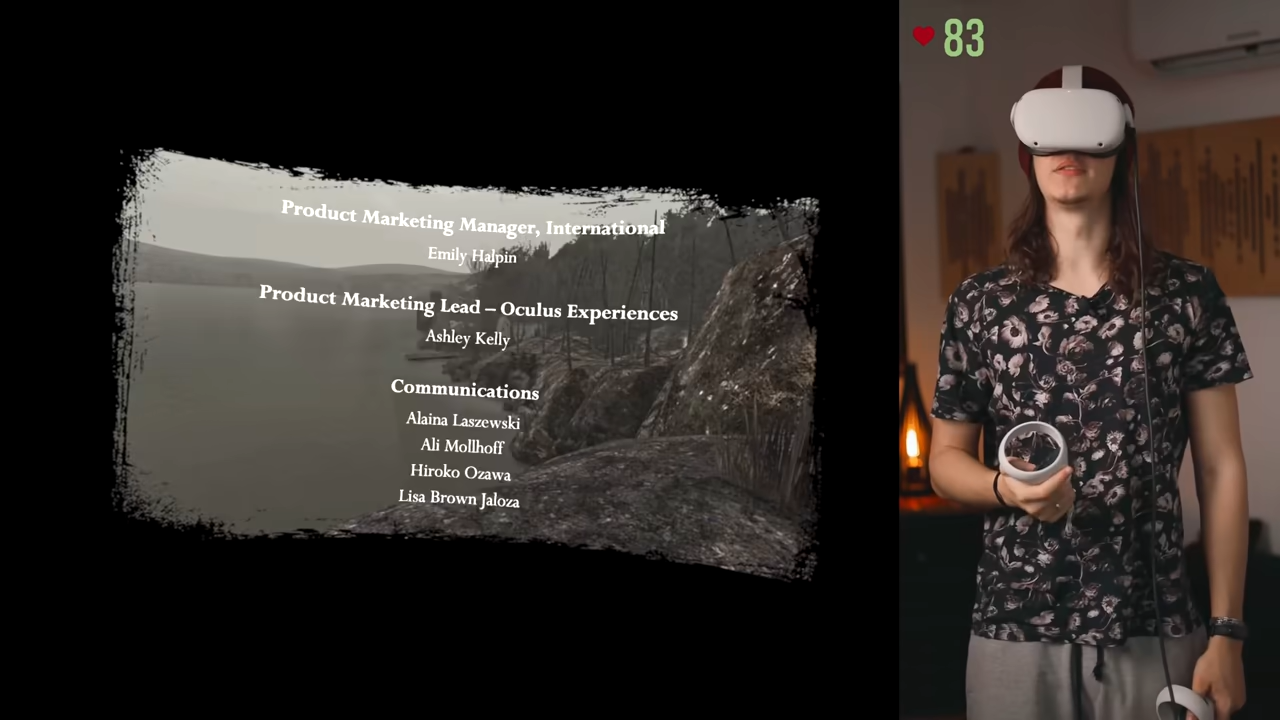 83
Product Marketing Manager, International
Emily Halpin
Product Marketing Lead – Oculus Experiences
Ashley Kelly
Communications
Alaina Laszewski
Ali Mollhoff
Hiroko Ozawa
Lisa Brown Jaloza